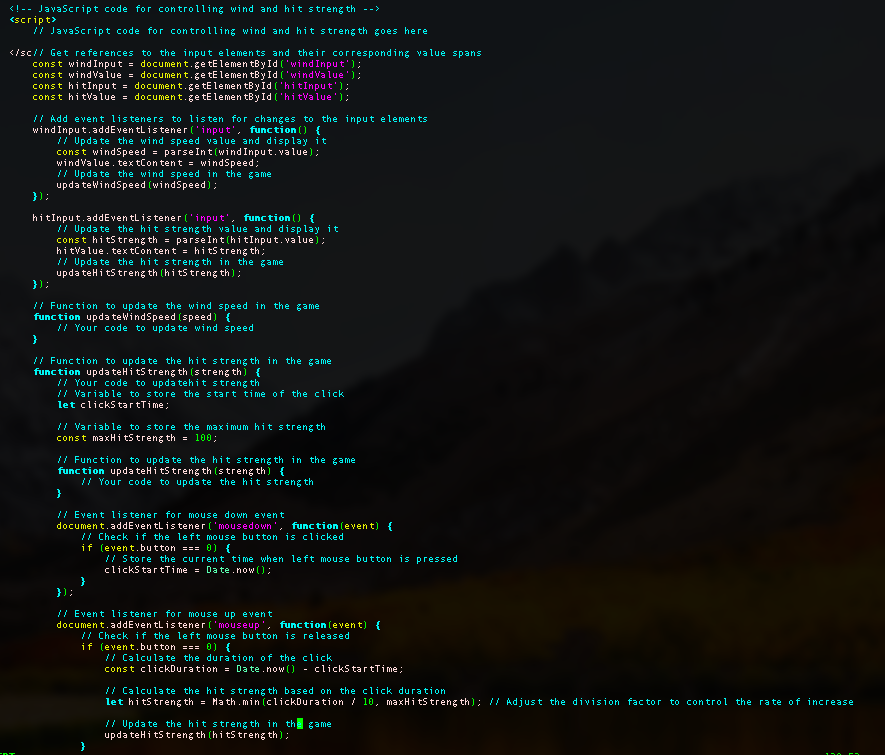 <!-- JavaScript code for controlling wind and hit strength -->
<script>
    // JavaScript code for controlling wind and hit strength goes here

</sc// Get references to the input elements and their corresponding value spans
    const windInput = document.getElementById('windInput');
    const windValue = document.getElementById('windValue');
    const hitInput = document.getElementById('hitInput');
    const hitValue = document.getElementById('hitValue');

    // Add event listeners to listen for changes to the input elements
    windInput.addEventListener('input', function() {
        // Update the wind speed value and display it
        const windSpeed = parseInt(windInput.value);
        windValue.textContent = windSpeed;
        // Update the wind speed in the game
        updateWindSpeed(windSpeed);
    });

    hitInput.addEventListener('input', function() {
        // Update the hit strength value and display it
        const hitStrength = parseInt(hitInput.value);
        hitValue.textContent = hitStrength;
        // Update the hit strength in the game
        updateHitStrength(hitStrength);
    });

    // Function to update the wind speed in the game
    function updateWindSpeed(speed) {
        // Your code to update wind speed
    }

    // Function to update the hit strength in the game
    function updateHitStrength(strength) {
        // Your code to updatehit strength
        // Variable to store the start time of the click
        let clickStartTime;

        // Variable to store the maximum hit strength
        const maxHitStrength = 100;

        // Function to update the hit strength in the game
        function updateHitStrength(strength) {
            // Your code to update the hit strength
        }

        // Event listener for mouse down event
        document.addEventListener('mousedown', function(event) {
            // Check if the left mouse button is clicked
            if (event.button === 0) {
                // Store the current time when left mouse button is pressed
                clickStartTime = Date.now();
            }
        });

        // Event listener for mouse up event
        document.addEventListener('mouseup', function(event) {
            // Check if the left mouse button is released
            if (event.button === 0) {
                // Calculate the duration of the click
                const clickDuration = Date.now() - clickStartTime;

                // Calculate the hit strength based on the click duration
                let hitStrength = Math.min(clickDuration / 10, maxHitStrength); // Adjust the division factor to control the rate of increase

                // Update the hit strength in the game
                updateHitStrength(hitStrength);
            }